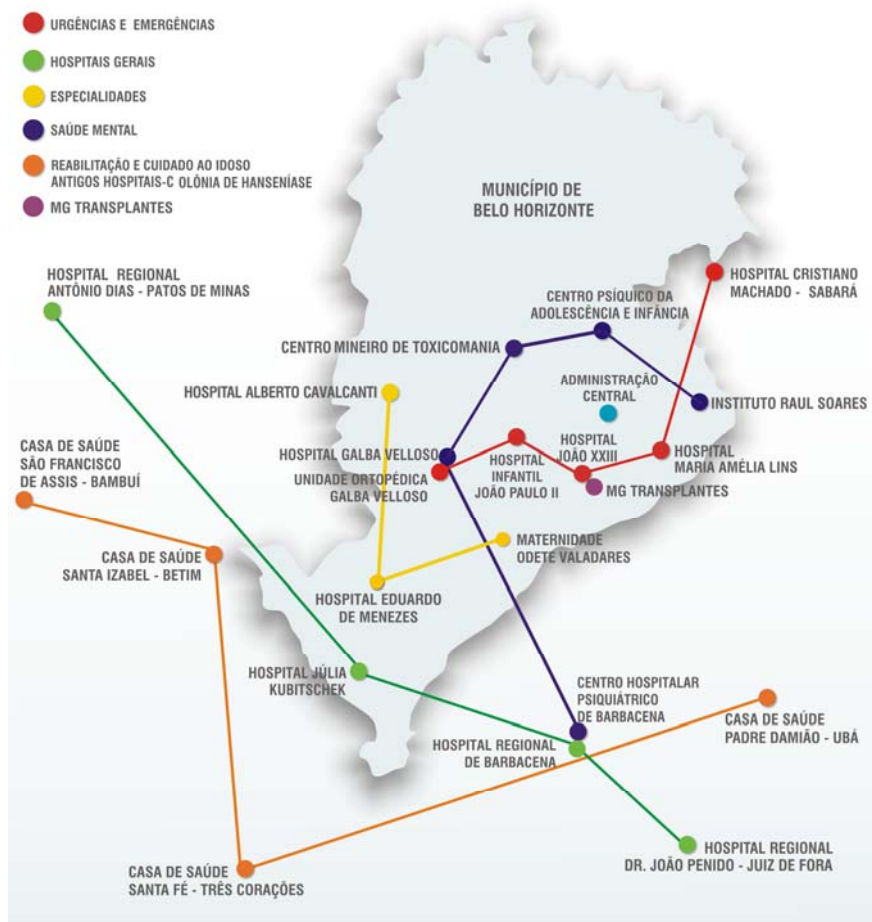 URGÊNCIAS E EMERGÊNCIAS
HOSPITAIS GERAIS
ESPECIALIDADES
SAÚDE MENTAL
REABILITAÇÃO E CUIDADO AO IDOSO
ANTIGOS HOSPITAIS-C OLÔNIA DE HANSENÍASE
MG TRANSPLANTES
MUNICÍPIO DE
BELO HORIZONTE
HOSPITAL REGIONAL
ANTÔNIO DIAS - PATOS DE MINAS
HOSPITAL CRISTIANO
MACHADO - SABARÁ
CENTRO PSÍQUICO DA
ADOLESCÊNCIA E INFÂNCIA
CENTRO MINEIRO DE TOXICOMANIA
HOSPITAL ALBERTO CAVALCANTI
ADMINISTRAÇÃO
CENTRAL
INSTITUTO RAUL SOARES
CASA DE SAÚDE
SÃO FRANCISCO
DE ASSIS - BAMBUÍ
HOSPITAL GALBA VELLOSO
UNIDADE ORTOPÉDICA
GALBA VELLOSO
HOSPITAL
INFANTIL
JOÃO PAULO II
HOSPITAL
JOÃO XXIII
HOSPITAL
MARIA AMÉLIA LINS
MG TRANSPLANTES
MATERNIDADE
ODETE VALADARES
CASA DE SAÚDE
SANTA IZABEL - BETIM
HOSPITAL EDUARDO
DE MENEZES
HOSPITAL JÚLIA
KUBITSCHEK
CENTRO HOSPITALAR
PSIQUIÁTRICO
DE BARBACENA
HOSPITAL REGIONAL
DE BARBACENA
CASA DE SAÚDE
PADRE DAMIÃO - UBÁ
HOSPITAL REGIONAL
DR. JOÃO PENIDO - JUIZ DE FORA
CASA DE SAÚDE
SANTA FÉ - TRÊS CORAÇÕES